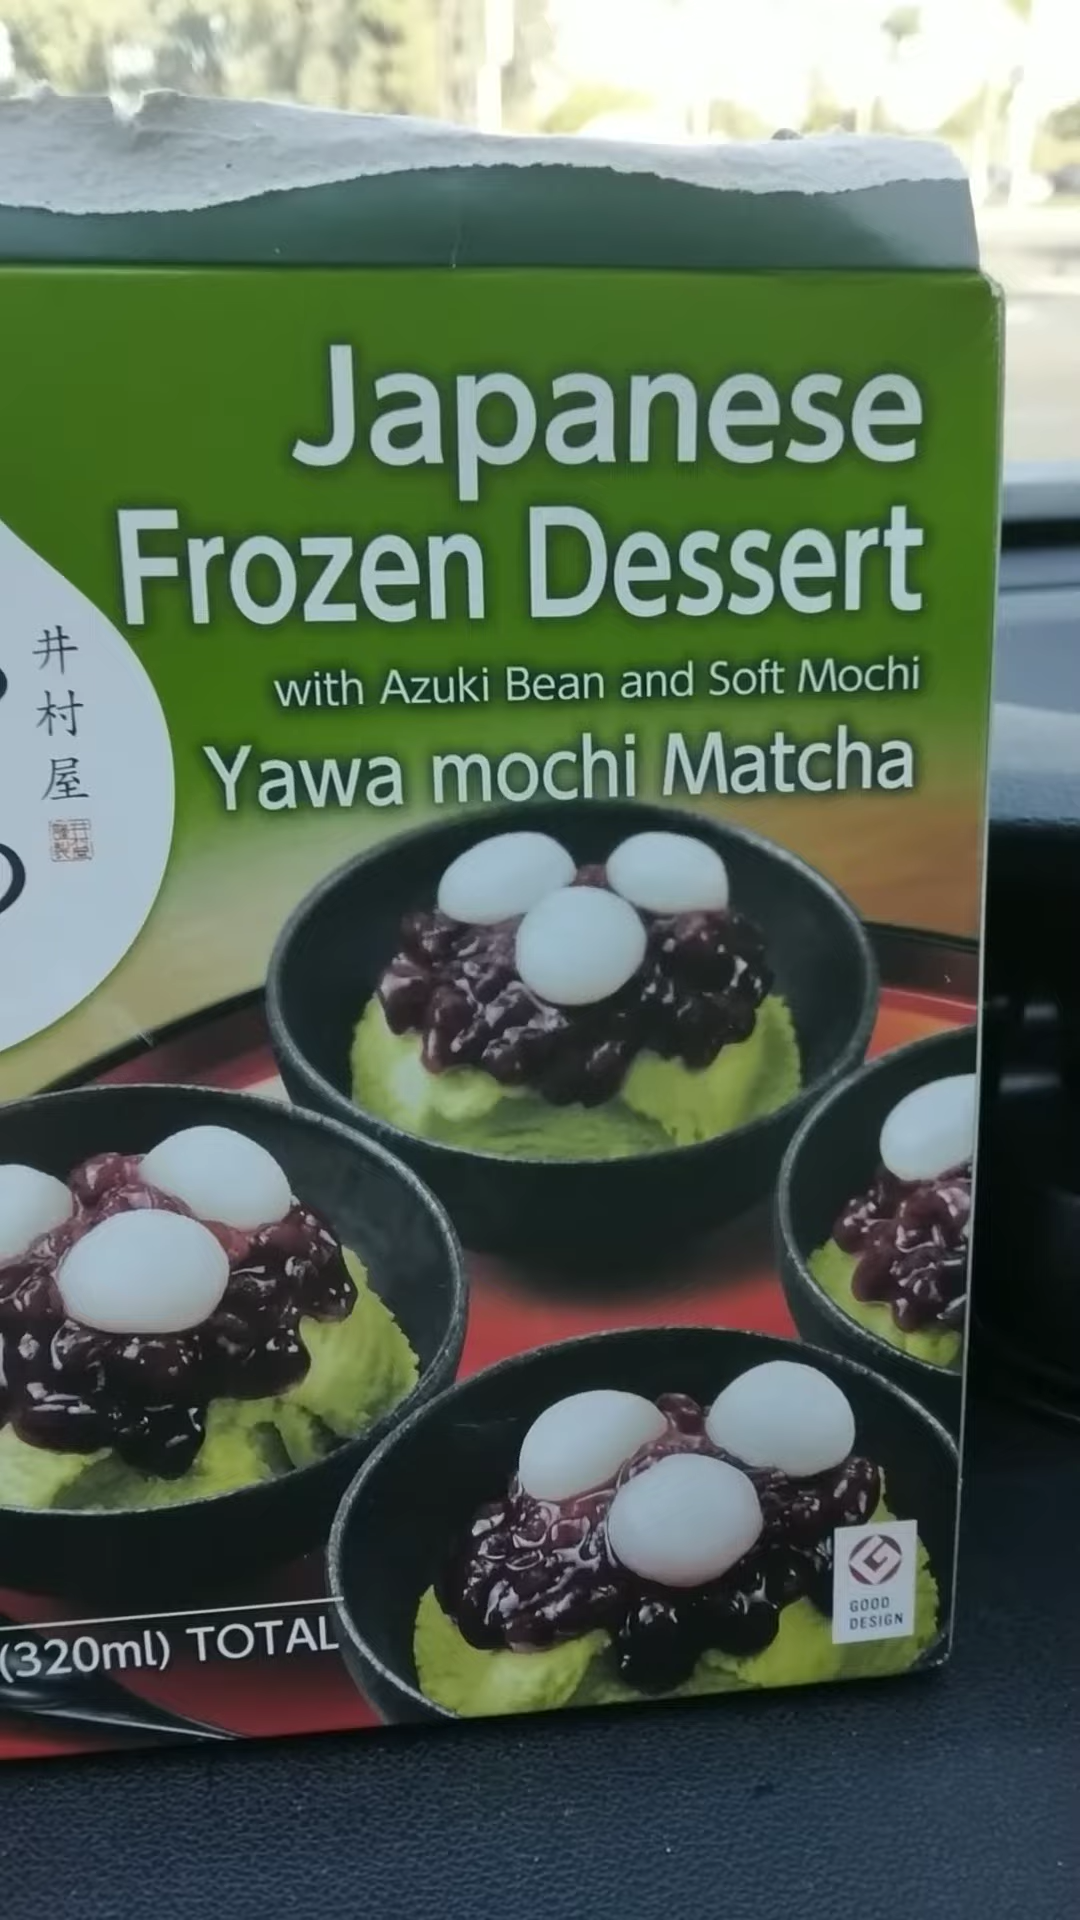 Japanese
Frozen Dessert
with Azuki Bean and Soft Mochi
Yawa mochi Matcha
井村屋
(320ml) TOTAL
GOOD
DESIGN